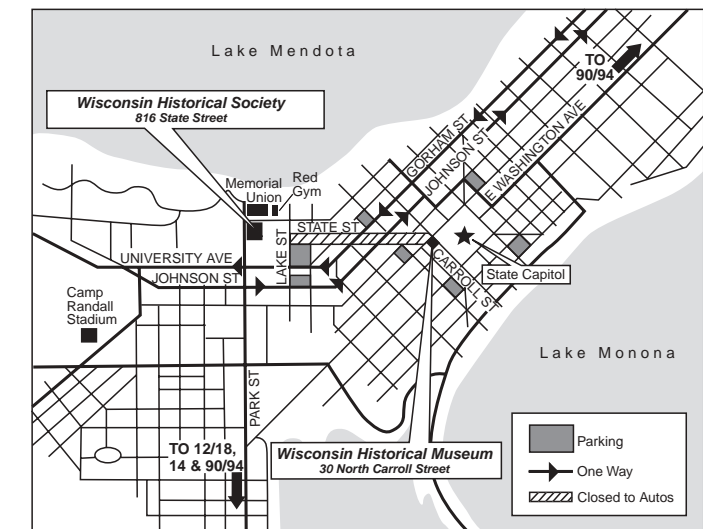 Lake Mendota
TO
90/94
Wisconsin Historical Society
816 State Street
Memorial
Union
Red
Gym
GORHAM ST
JOHNSON ST
E WASHINGTON AVE
STATE ST
LAKE ST
UNIVERSITY AVE
JOHNSON ST
CARROLL ST
State Capitol
Camp
Randall
Stadium
Lake Monona
PARK ST
TO 12/18,
14 & 90/94
Wisconsin Historical Museum
30 North Carroll Street
Parking
One Way
Closed to Autos